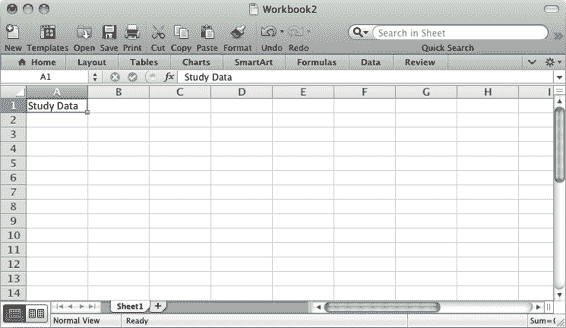 Workbook2
Search in Sheet
New Templates Open Save Print Cut Copy Paste Format Undo Redo Quick Search
Home Layout Tables Charts SmartArt Formulas Data Review
A1 fx Study Data
A B C D E F G H I
1 Study Data
2
3
4
5
6
7
8
9
10
11
12
13
14
Sheet1
Normal View Ready Sum=